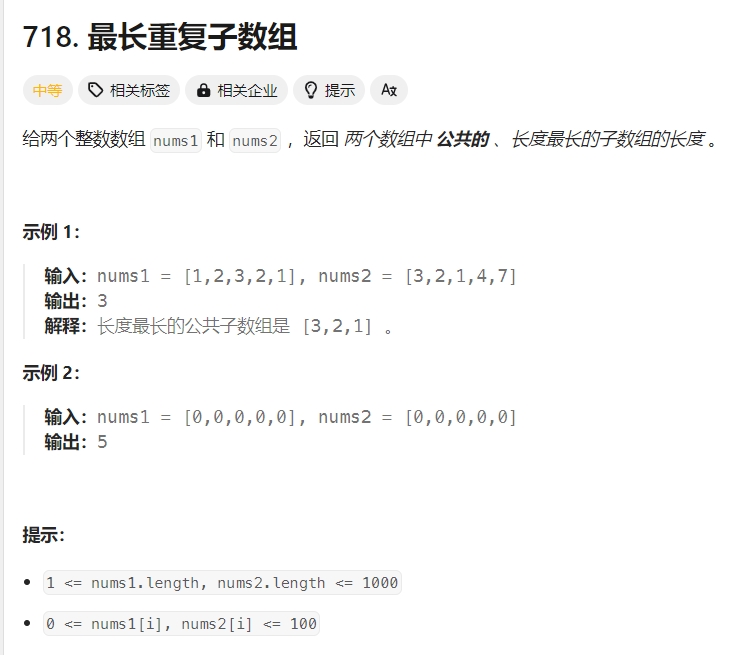 718. 最长重复子数组
中等 相关标签 相关企业 提示 A文
给两个整数数组 nums1 和 nums2 ，返回 两个数组中 公共的 、长度最长的子数组的长度 。
示例 1：
输入：nums1 = [1,2,3,2,1], nums2 = [3,2,1,4,7]
输出：3
解释：长度最长的公共子数组是 [3,2,1] 。
示例 2：
输入：nums1 = [0,0,0,0,0], nums2 = [0,0,0,0,0]
输出：5
提示：
• 1 <= nums1.length, nums2.length <= 1000
• 0 <= nums1[i], nums2[i] <= 100